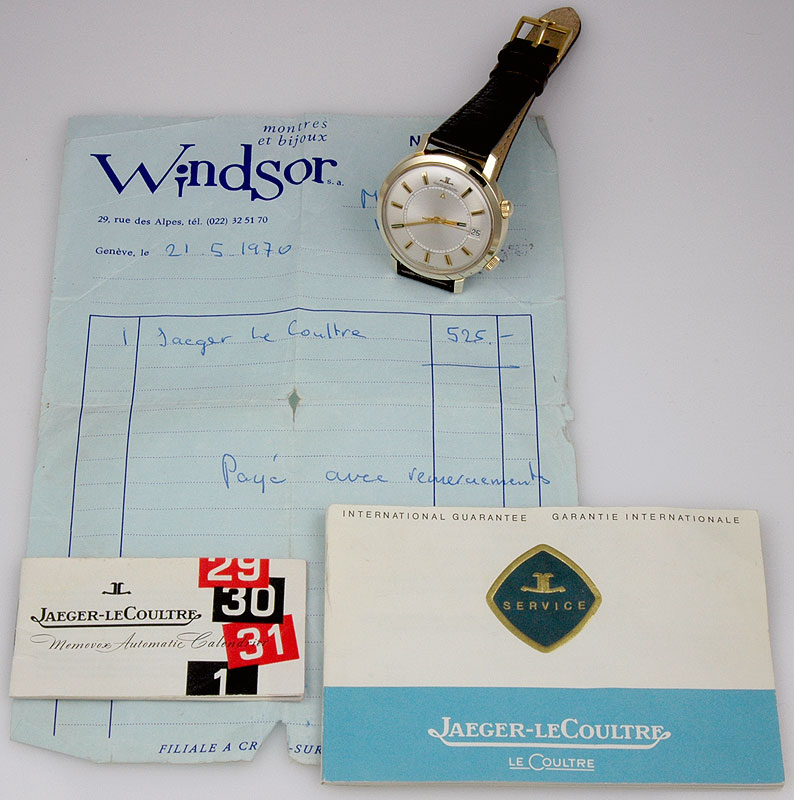 montres
et bijoux
N
Windsor s.a.
M
29, rue des Alpes, tél. (022) 32 51 70
Genève, le 21 5 1970
25
1 Jaeger Le Coultre 525.-
Payé avec remerciements
INTERNATIONAL GUARANTEE GARANTIE INTERNATIONALE
SERVICE
JAEGER-LECOULTRE
LE COULTRE
29
30
31
1
JAEGER-LECOULTRE
Memovox Automatic Calendrier
FILIALE A CR -SUR